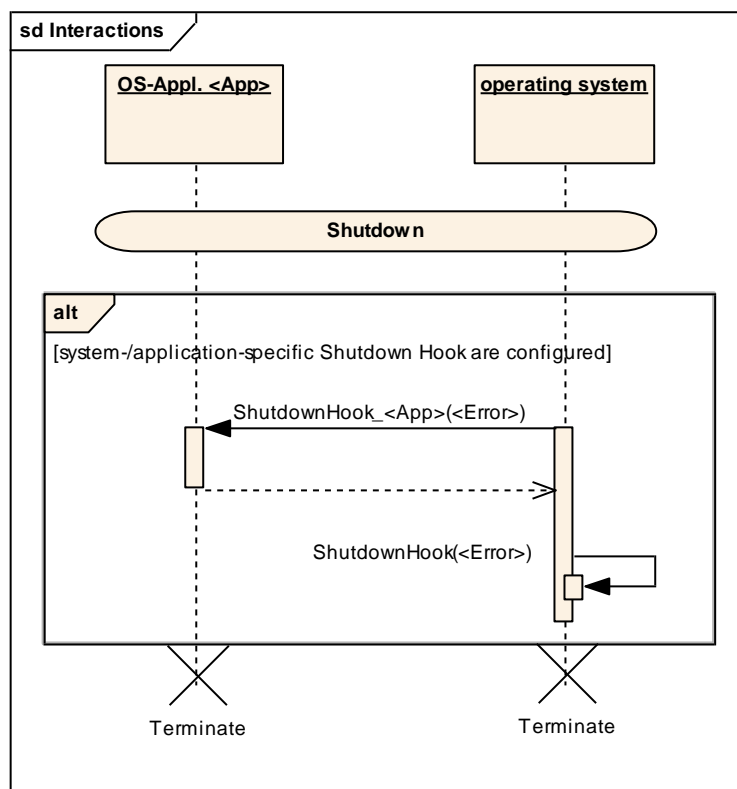 sd Interactions
OS-Appl. <App>
operating system
Shutdown
alt
[system-/application-specific Shutdown Hook are configured]
ShutdownHook_<App>(<Error>)
ShutdownHook(<Error>)
Terminate
Terminate